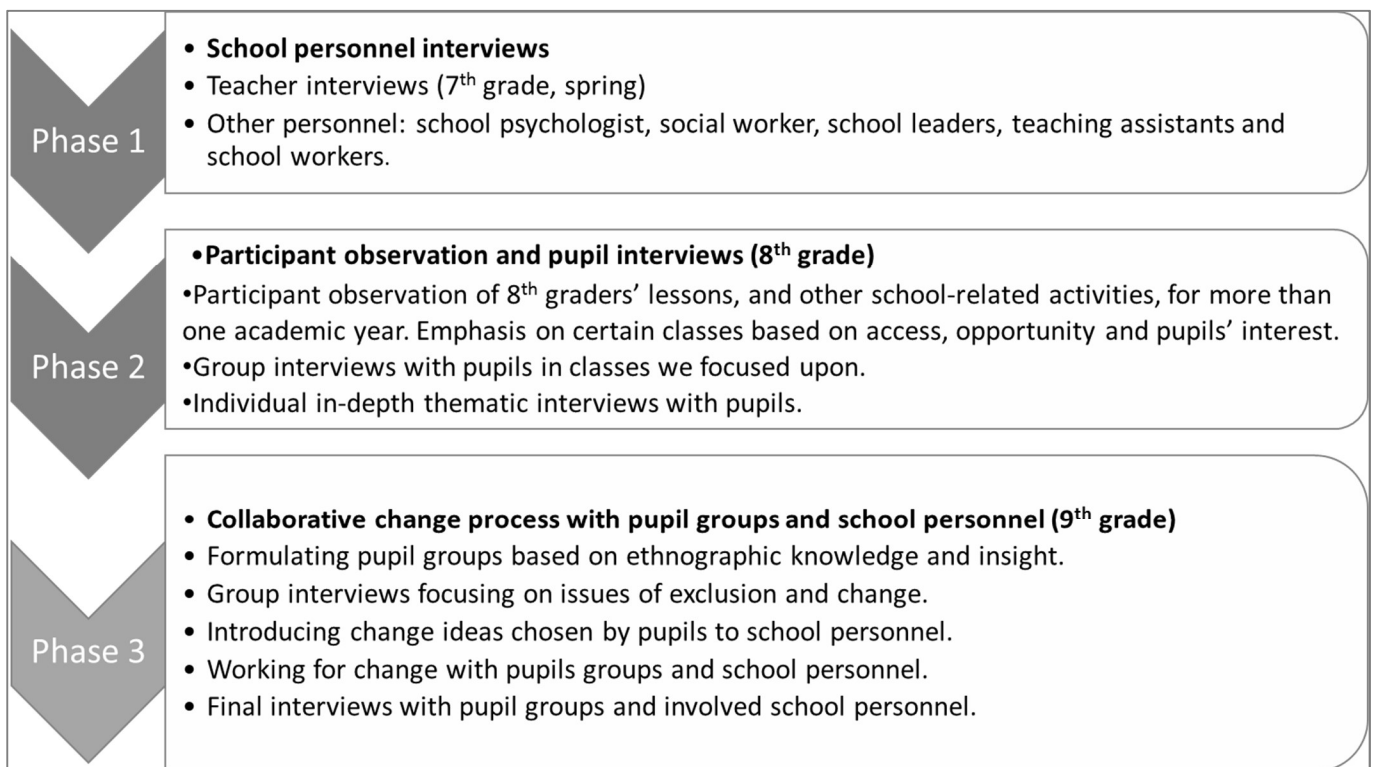 Phase 1
• School personnel interviews
• Teacher interviews (7th grade, spring)
• Other personnel: school psychologist, social worker, school leaders, teaching assistants and
school workers.
Phase 2
•Participant observation and pupil interviews (8th grade)
•Participant observation of 8th graders’ lessons, and other school-related activities, for more than
one academic year. Emphasis on certain classes based on access, opportunity and pupils’ interest.
•Group interviews with pupils in classes we focused upon.
•Individual in-depth thematic interviews with pupils.
Phase 3
• Collaborative change process with pupil groups and school personnel (9th grade)
• Formulating pupil groups based on ethnographic knowledge and insight.
• Group interviews focusing on issues of exclusion and change.
• Introducing change ideas chosen by pupils to school personnel.
• Working for change with pupils groups and school personnel.
• Final interviews with pupil groups and involved school personnel.